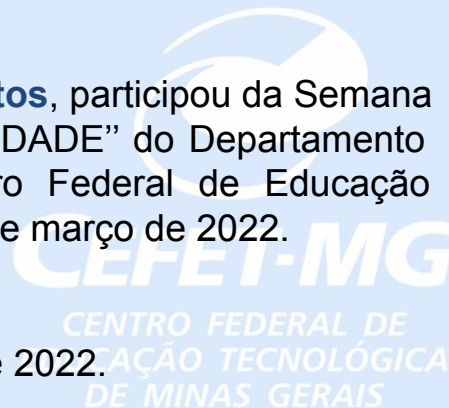 tos, participou da Semana
DADE’’ do Departamento
ro Federal de Educação
e março de 2022.
CEFET-MG
CENTRO FEDERAL DE
EDUCAÇÃO TECNOLÓGICA
DE MINAS GERAIS
e 2022.